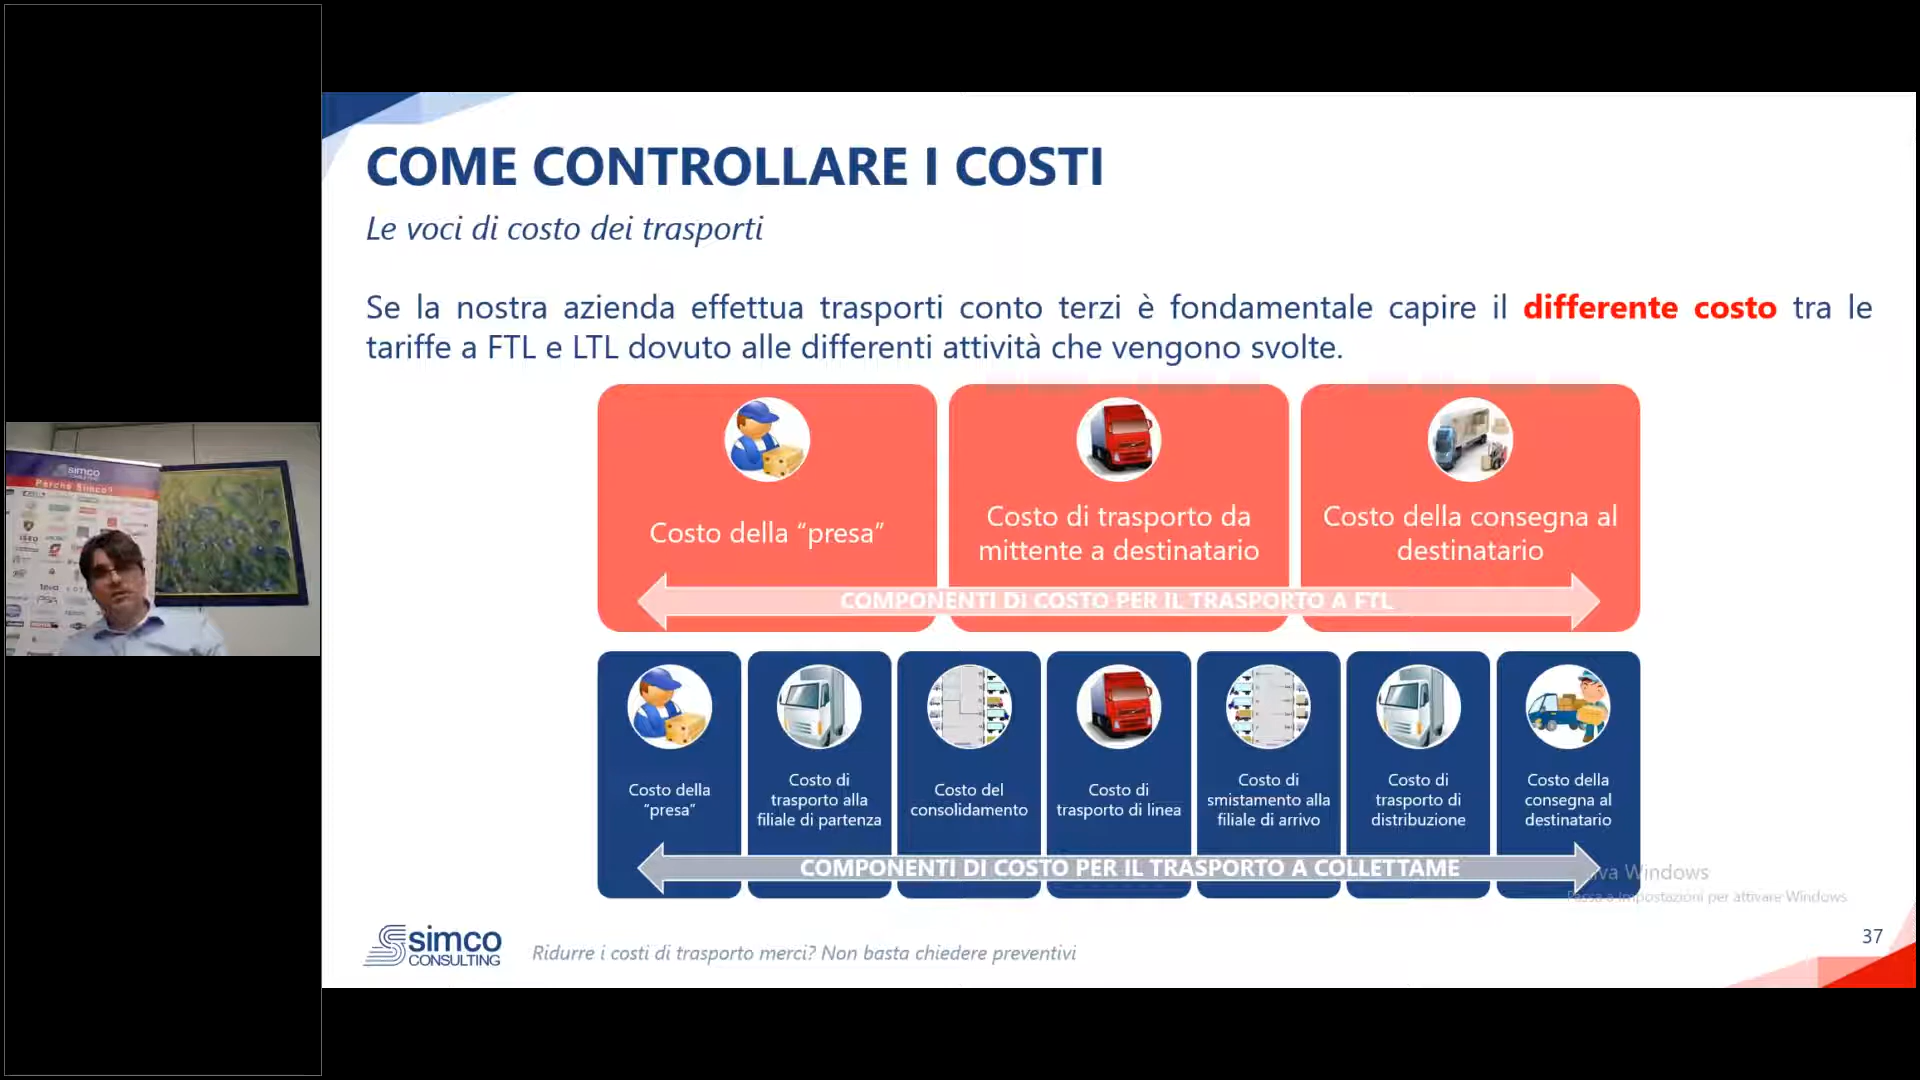 COME CONTROLLARE I COSTI
Le voci di costo dei trasporti
Se la nostra azienda effettua trasporti conto terzi è fondamentale capire il differente costo tra le
tariffe a FTL e LTL dovuto alle differenti attività che vengono svolte.
Costo della “presa”
Costo di trasporto da
mittente a destinatario
Costo della consegna al
destinatario
COMPONENTI DI COSTO PER IL TRASPORTO A FTL
Costo della
“presa”
Costo di
trasporto alla
filiale di partenza
Costo del
consolidamento
Costo di
trasporto di linea
Costo di
smistamento alla
filiale di arrivo
Costo di
trasporto di
distribuzione
Costo della
consegna al
destinatario
COMPONENTI DI COSTO PER IL TRASPORTO A COLLETTAME
Windows
Passa a Impostazioni per attivare Windows
simco
CONSULTING
Ridurre i costi di trasporto merci? Non basta chiedere preventivi
37
simco
CONSULTING
Perché Simco?